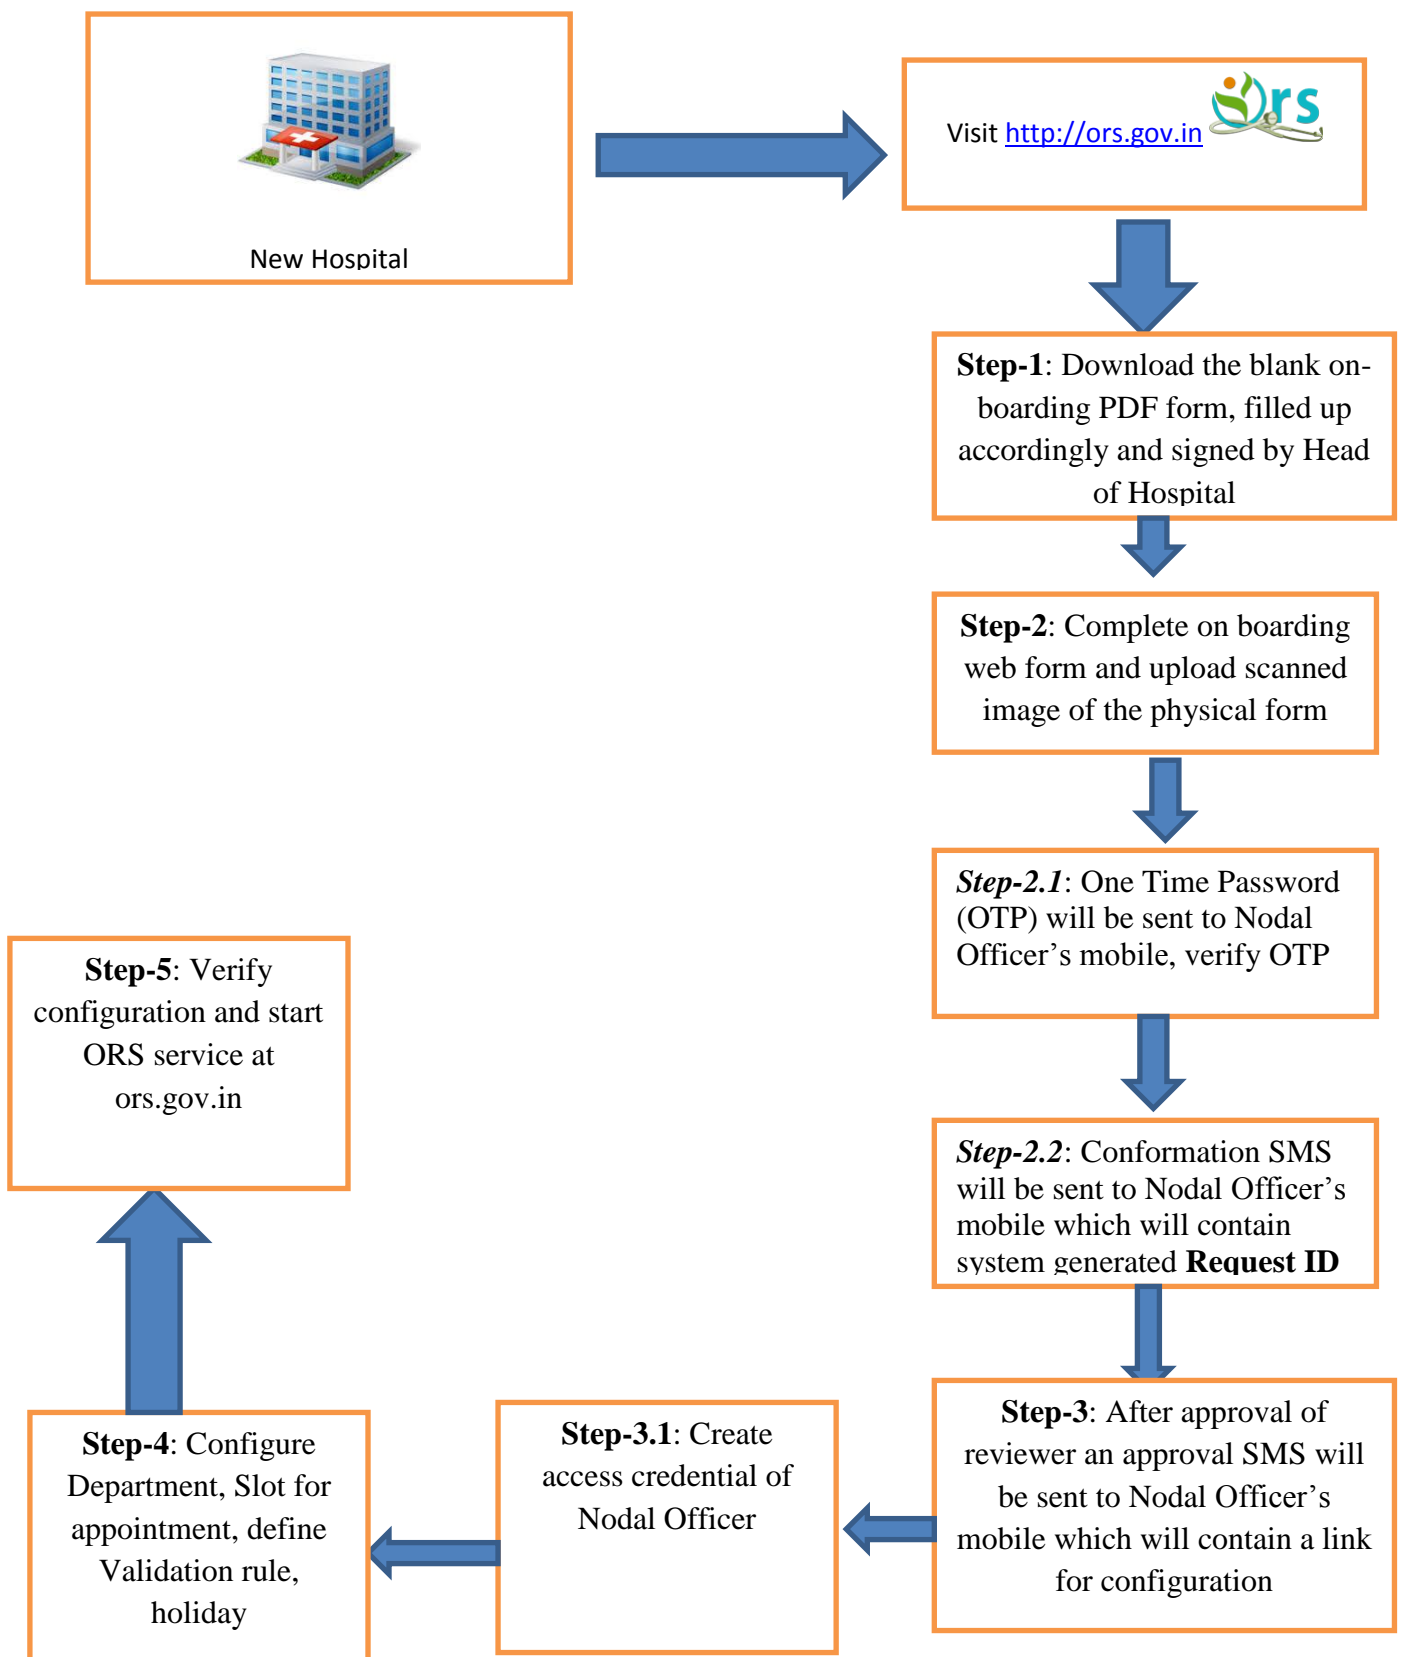 New Hospital
Visit http://ors.gov.in
Ors
Step-1: Download the blank on-
boarding PDF form, filled up
accordingly and signed by Head
of Hospital
Step-2: Complete on boarding
web form and upload scanned
image of the physical form
Step-2.1: One Time Password
(OTP) will be sent to Nodal
Officer’s mobile, verify OTP
Step-2.2: Conformation SMS
will be sent to Nodal Officer’s
mobile which will contain
system generated Request ID
Step-3: After approval of
reviewer an approval SMS will
be sent to Nodal Officer’s
mobile which will contain a link
for configuration
Step-3.1: Create
access credential of
Nodal Officer
Step-4: Configure
Department, Slot for
appointment, define
Validation rule,
holiday
Step-5: Verify
configuration and start
ORS service at
ors.gov.in